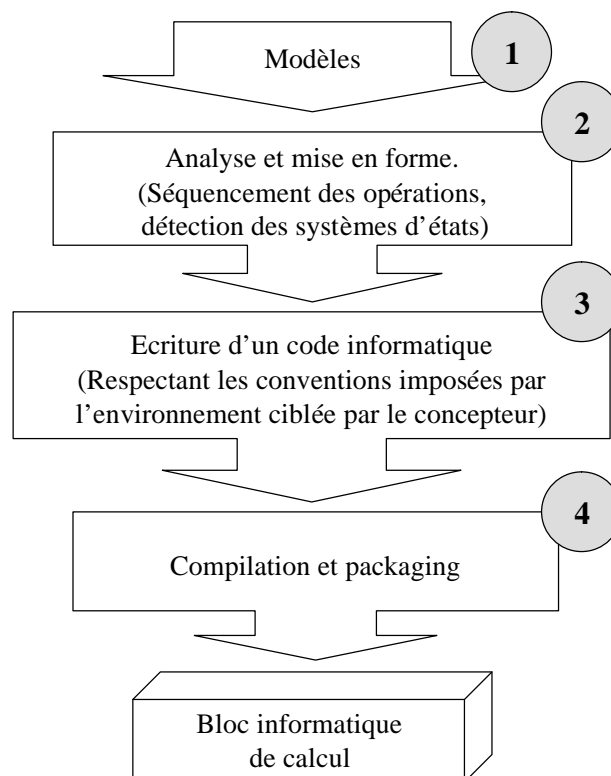 Modèles
1
2
Analyse et mise en forme.
(Séquencement des opérations,
détection des systèmes d’états)
3
Ecriture d’un code informatique
(Respectant les conventions imposées par
l’environnement ciblée par le concepteur)
4
Compilation et packaging
Bloc informatique
de calcul